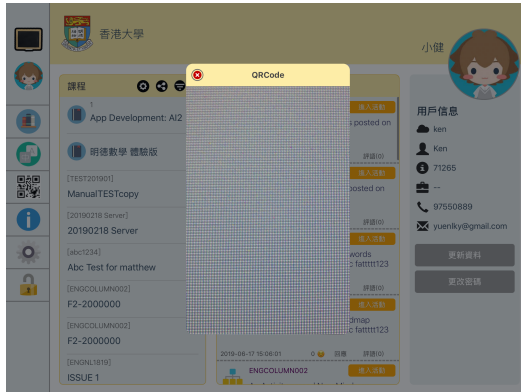 香港大學
小健
QRCode
課程
1
App Development: AI2
明德數學 體驗版
[TEST201901]
ManualTESTcopy
[20190218 Server]
20190218 Server
[abc1234]
Abc Test for matthew
[ENGCOLUMN002]
F2-2000000
[ENGCOLUMN002]
F2-2000000
[ENGNL1819]
ISSUE 1
進入活動
posted on
評語(0)
進入活動
posted on
評語(0)
進入活動
words
c fattttt123
評語(0)
進入活動
dmap
c fattttt123
2019-06-17 15:06:01 0 回應 評語(0)
ENGCOLUMN002 進入活動
用戶信息
ken
Ken
71265
--
97550889
yuenlky@gmail.com
更新資料
更改密碼